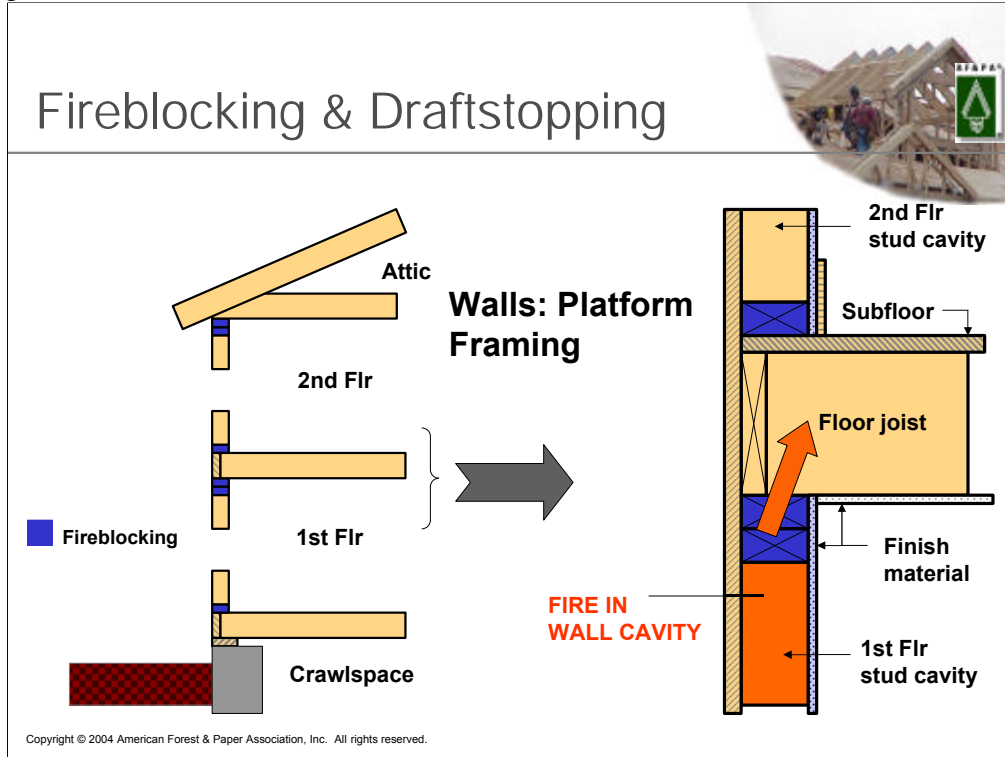 Fireblocking & Draftstopping
AF&PA®
Attic
Walls: Platform
Framing
2nd Flr
1st Flr
Fireblocking
Crawlspace
2nd Flr
stud cavity
Subfloor
Floor joist
Finish
material
FIRE IN
WALL CAVITY
1st Flr
stud cavity
Copyright © 2004 American Forest & Paper Association, Inc. All rights reserved.